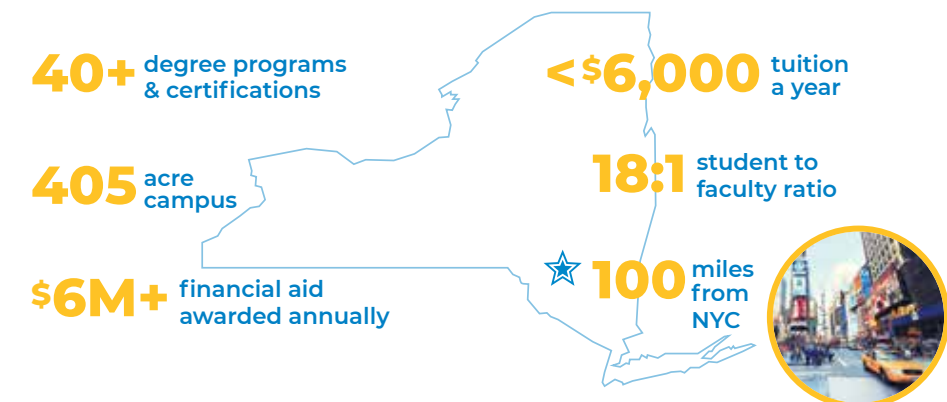 40+ degree programs
& certifications
405 acre
campus
$6M+ financial aid
awarded annually
<$6,000 tuition
a year
18:1 student to
faculty ratio
100 miles
from
NYC